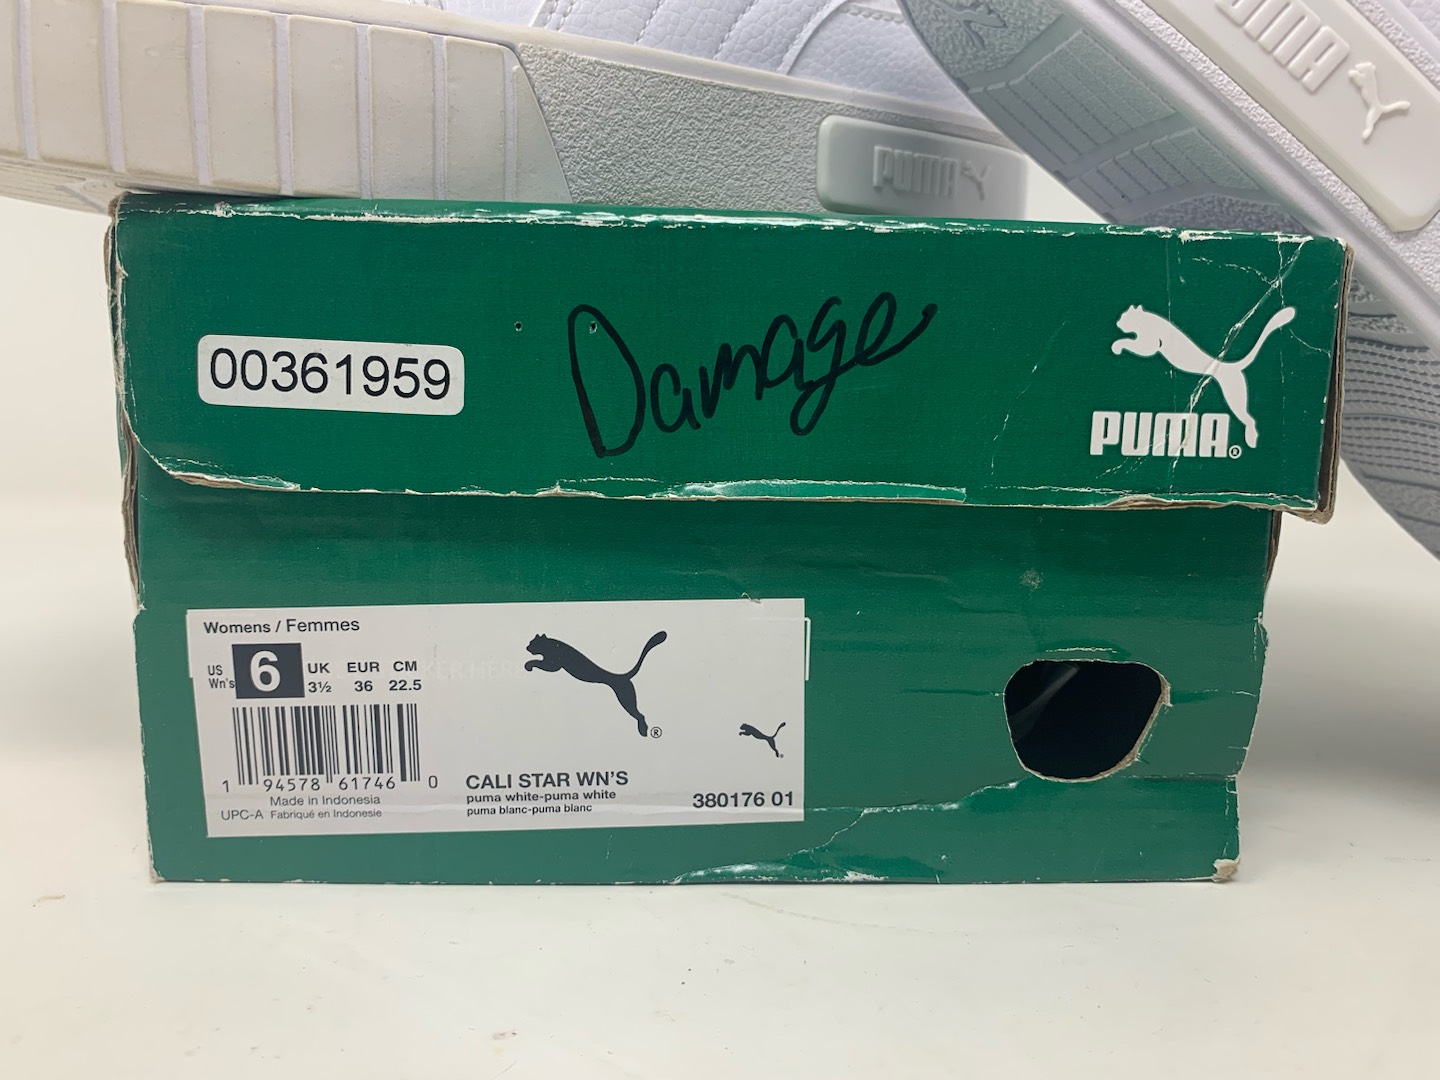 PUMA
PUMA
00361959
Damage
PUMA®
Womens / Femmes
US Wn's 6 UK 3½ EUR 36 CM 22.5
®
1 94578 61746 0
Made in Indonesia
UPC-A Fabriqué en Indonesie
CALI STAR WN'S
puma white-puma white
puma blanc-puma blanc
380176 01